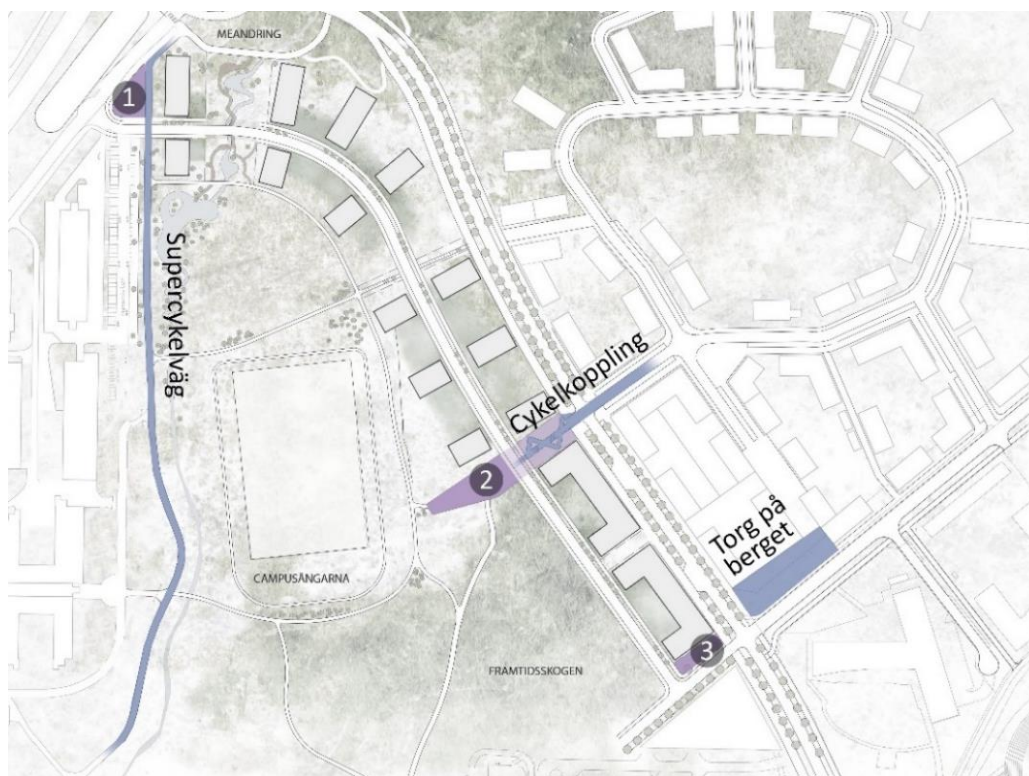 MEANDRING
1
Supercykelväg
Cykelkoppling
2
Torg på
berget
CAMPUSÄNGARNA
3
FRAMTIDSSKOGEN